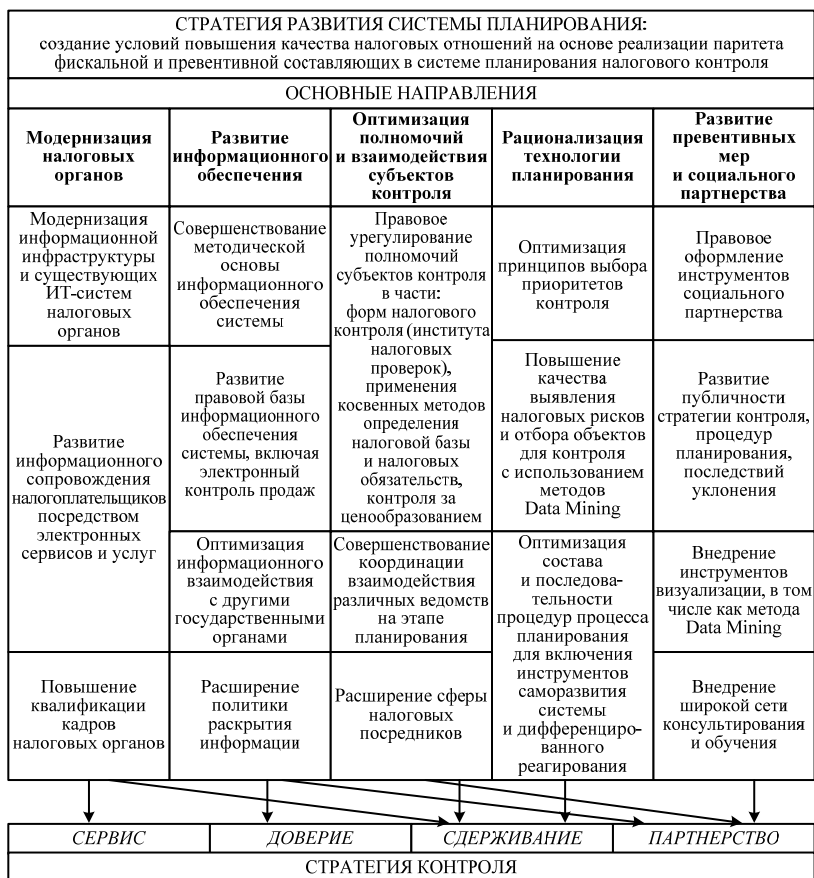 СТРАТЕГИЯ РАЗВИТИЯ СИСТЕМЫ ПЛАНИРОВАНИЯ:
создание условий повышения качества налоговых отношений на основе реализации паритета
фискальной и превентивной составляющих в системе планирования налогового контроля
ОСНОВНЫЕ НАПРАВЛЕНИЯ
Модернизация
налоговых
органов
Развитие
информационного
обеспечения
Оптимизация
полномочий
и взаимодействия
субъектов
контроля
Рационализация
технологии
планирования
Развитие
превентивных
мер
и социального
партнерства
Модернизация
информационной
инфраструктуры
и существующих
ИТ-систем
налоговых
органов
Развитие
информационного
сопровождения
налогоплательщиков
посредством
электронных
сервисов и услуг
Повышение
квалификации
кадров
налоговых органов
Совершенствование
методической
основы
информационного
обеспечения
системы
Развитие
правовой базы
информационного
обеспечения
системы, включая
электронный
контроль продаж
Оптимизация
информационного
взаимодействия
с другими
государственными
органами
Расширение
политики
раскрытия
информации
Правовое
урегулирование
полномочий
субъектов контроля
в части:
форм налогового
контроля (института
налоговых
проверок),
применения
косвенных методов
определения
налоговой базы
и налоговых
обязательств,
контроля за
ценообразованием
Совершенствование
координации
взаимодействия
различных ведомств
на этапе
планирования
Расширение сферы
налоговых
посредников
Оптимизация
принципов выбора
приоритетов
контроля
Повышение
качества
выявления
налоговых рисков
и отбора объектов
для контроля
с использованием
методов
Data Mining
Оптимизация
состава
и последова-
тельности
процедур процесса
планирования
для включения
инструментов
саморазвития
системы
и дифференциро-
ванного
реагирования
Правовое
оформление
инструментов
социального
партнерства
Развитие
публичности
стратегии контроля,
процедур
планирования,
последствий
уклонения
Внедрение
инструментов
визуализации, в том
числе как метода
Data Mining
Внедрение
широкой сети
консультирования
и обучения
СЕРВИС
ДОВЕРИЕ
СДЕРЖИВАНИЕ
ПАРТНЕРСТВО
СТРАТЕГИЯ КОНТРОЛЯ